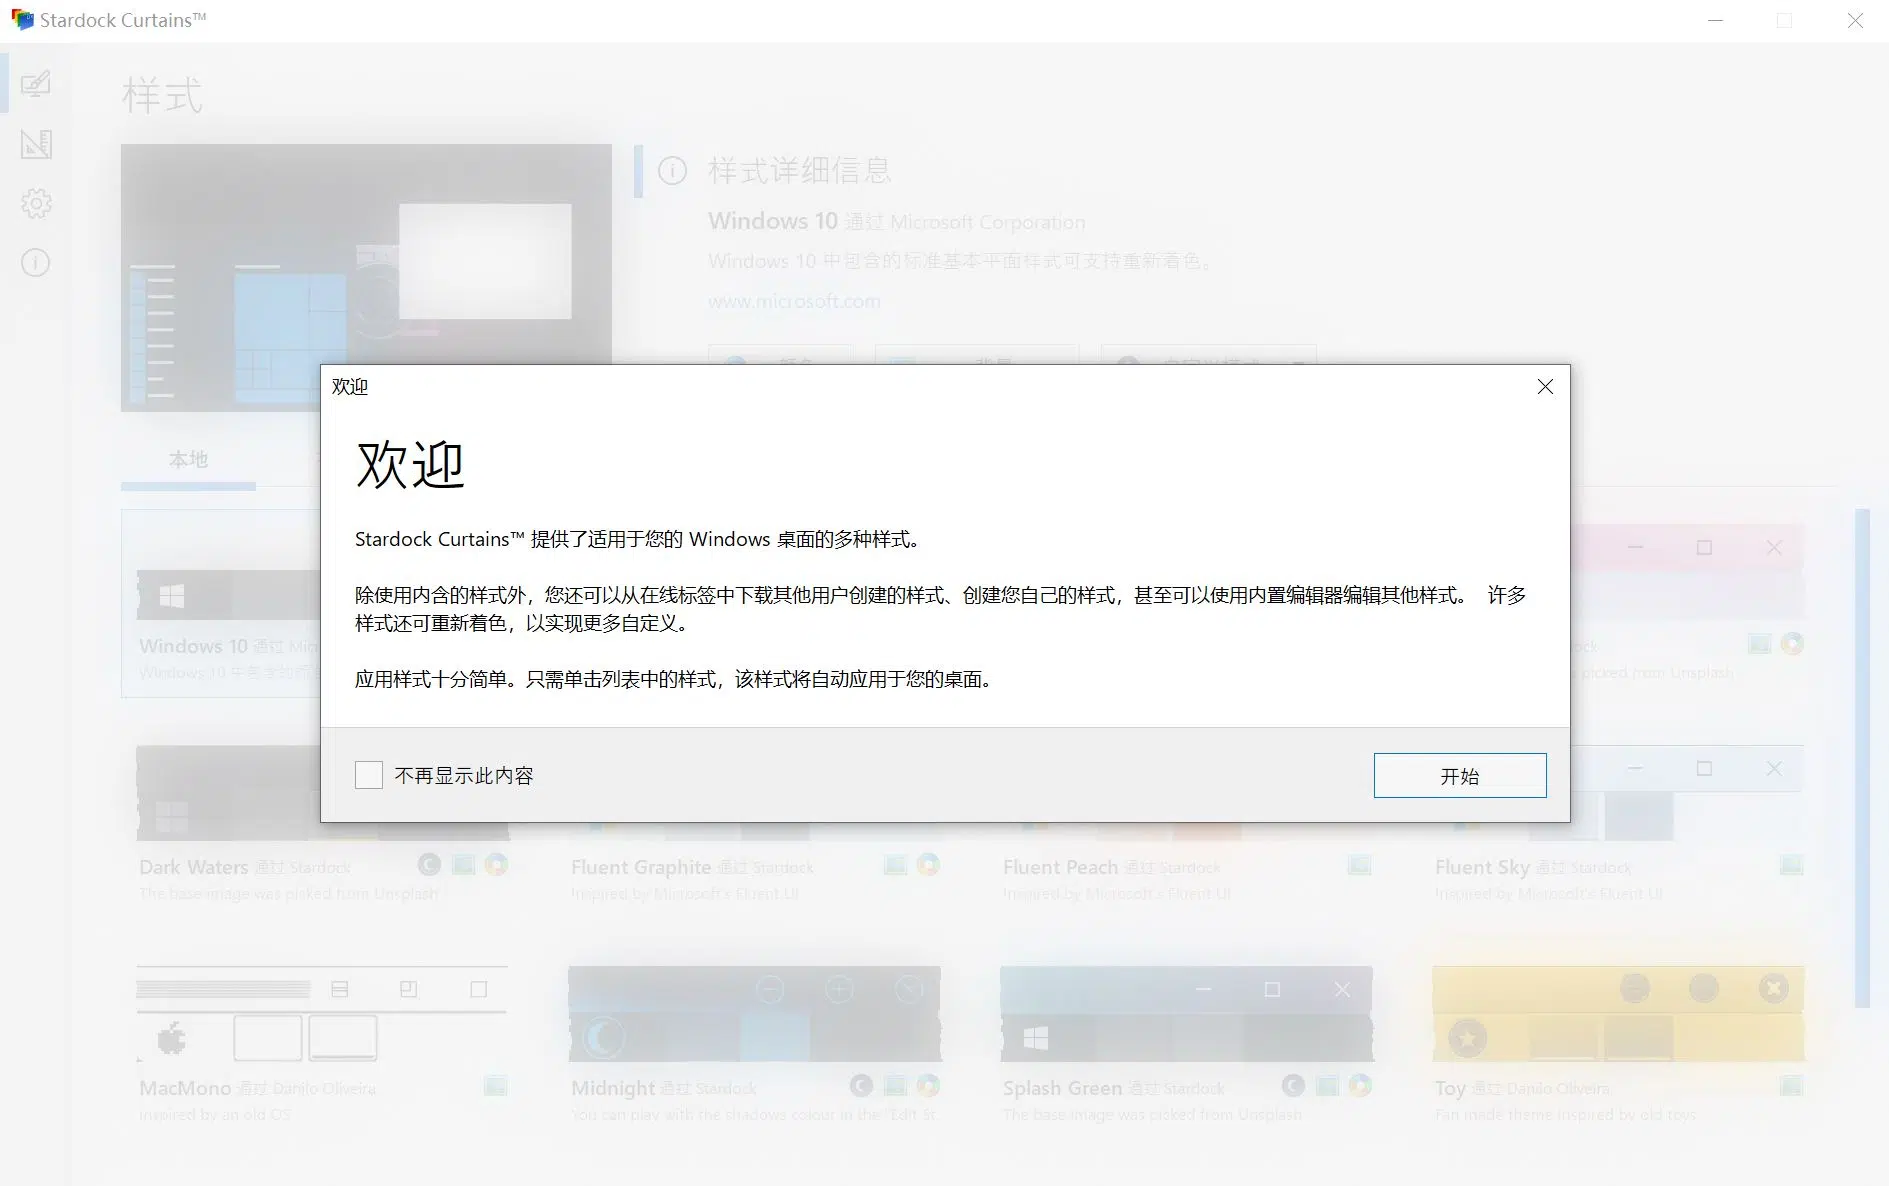 Stardock Curtains™
样式
样式详细信息
Windows 10 通过 Microsoft Corporation
Windows 10 中包含的标准基本平面样式可支持重新着色。
www.microsoft.com
本地
欢迎
欢迎
Stardock Curtains™ 提供了适用于您的 Windows 桌面的多种样式。
除使用内含的样式外，您还可以从在线标签中下载其他用户创建的样式、创建您自己的样式，甚至可以使用内置编辑器编辑其他样式。 许多
样式还可重新着色，以实现更多自定义。
应用样式十分简单。只需单击列表中的样式，该样式将自动应用于您的桌面。
不再显示此内容
开始
Windows 10 通过
Windows 10 中包含的标
picked from Unsplash
Dark Waters 通过 Stardock
The base image was picked from Unsplash
Fluent Graphite 通过 Stardock
Inspired by Microsoft's Fluent UI
Fluent Peach 通过 Stardock
Inspired by Microsoft's Fluent UI
Fluent Sky 通过 Stardock
Inspired by Microsoft's Fluent UI
MacMono 通过 Danilo Oliveira
Inspired by an old OS
Midnight 通过 Stardock
You can play with the shadows colour in the "Edit St...
Splash Green 通过 Stardock
The base image was picked from Unsplash
Toy 通过 Danilo Oliveira
Fan made theme inspired by old toys